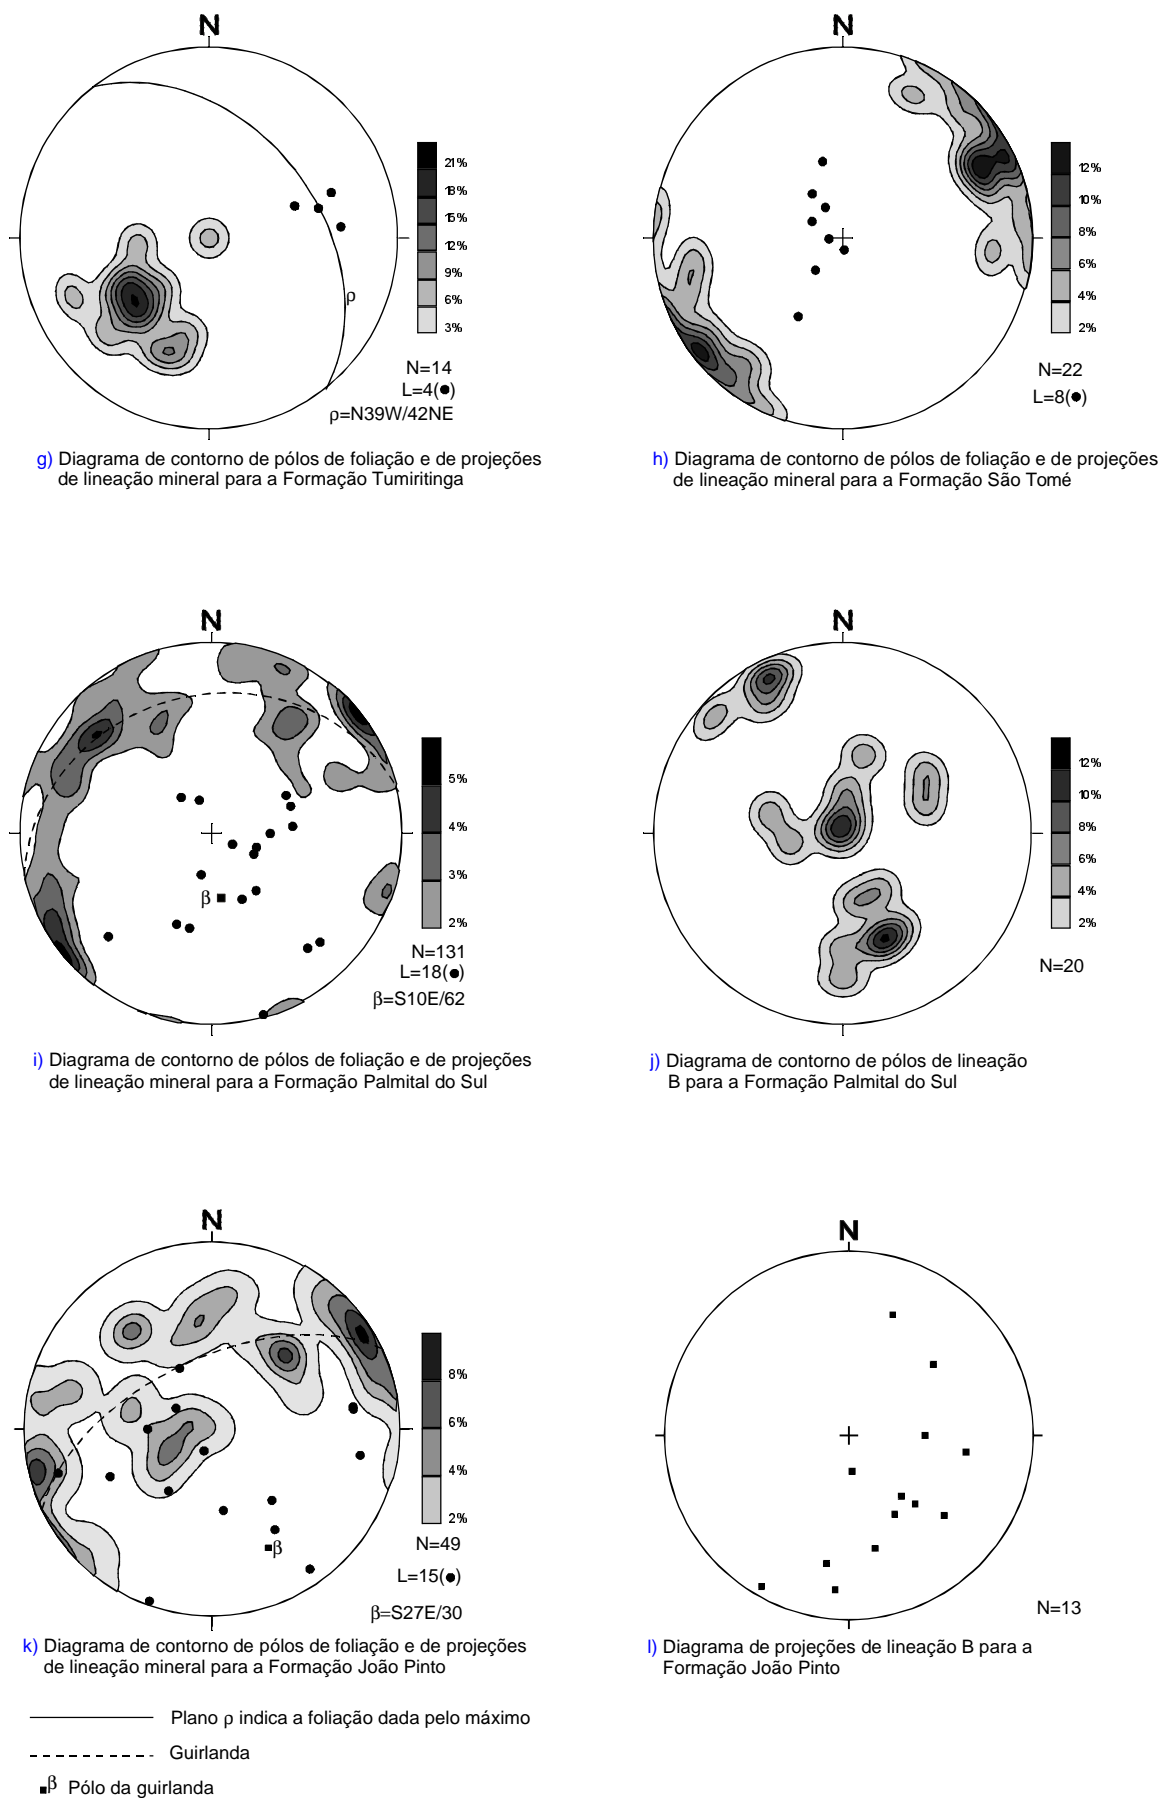 N
21%
18%
15%
12%
9%
6%
3%
ρ
N=14
L=4(●)
ρ=N39W/42NE
g) Diagrama de contorno de pólos de foliação e de projeções
de lineação mineral para a Formação Tumiritinga
N
12%
10%
8%
6%
4%
2%
N=22
L=8(●)
h) Diagrama de contorno de pólos de foliação e de projeções
de lineação mineral para a Formação São Tomé
N
5%
4%
3%
2%
β
N=131
L=18(●)
β=S10E/62
i) Diagrama de contorno de pólos de foliação e de projeções
de lineação mineral para a Formação Palmital do Sul
N
12%
10%
8%
6%
4%
2%
N=20
j) Diagrama de contorno de pólos de lineação
B para a Formação Palmital do Sul
N
8%
6%
4%
2%
β
N=49
L=15(●)
β=S27E/30
k) Diagrama de contorno de pólos de foliação e de projeções
de lineação mineral para a Formação João Pinto
N
N=13
l) Diagrama de projeções de lineação B para a
Formação João Pinto
Plano ρ indica a foliação dada pelo máximo
Guirlanda
■β Pólo da guirlanda